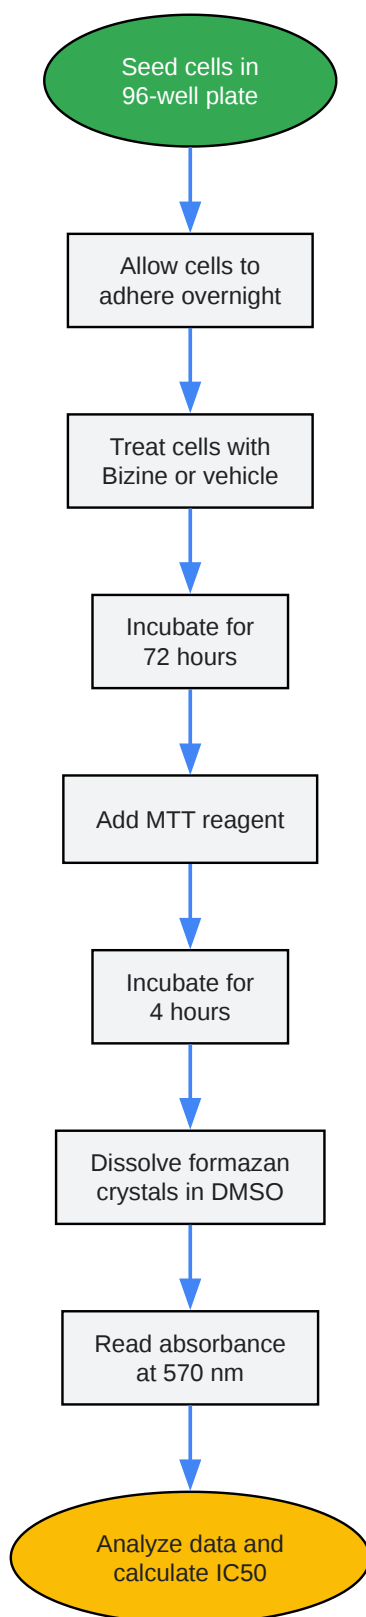 Seed cells in
96-well plate
Allow cells to
adhere overnight
Treat cells with
Bizine or vehicle
Incubate for
72 hours
Add MTT reagent
Incubate for
4 hours
Dissolve formazan
crystals in DMSO
Read absorbance
at 570 nm
Analyze data and
calculate IC50